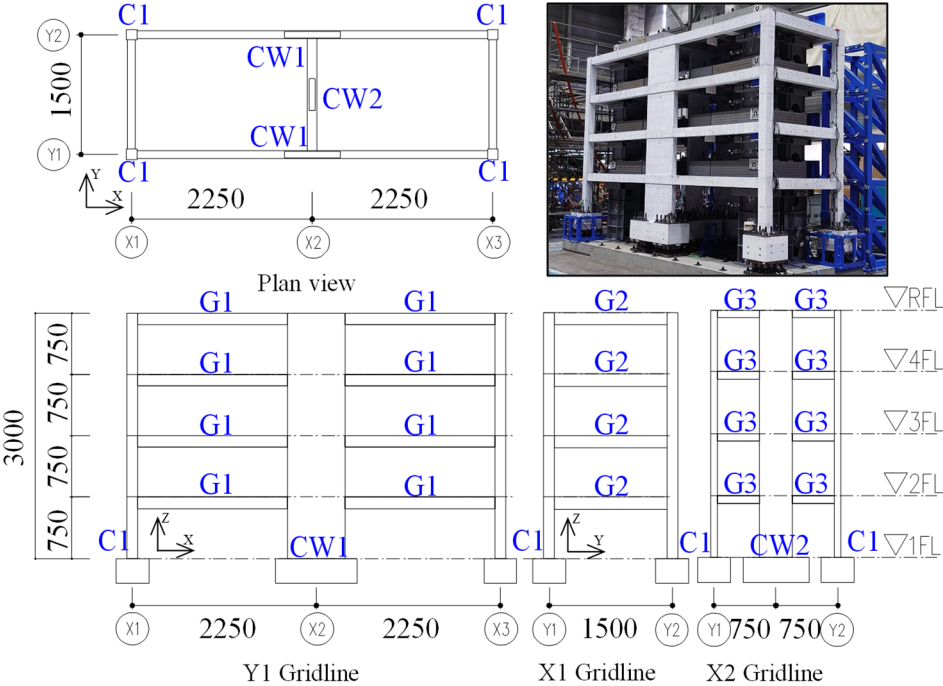 C1 C1
Y2
CW1
1500
CW2
CW1
Y1
C1 C1
Y
X
2250 2250
X1 X2 X3
Plan view
G1 G1 G2 G3 G3 RFL
750
G1 G1 G2 G3 G3 4FL
750
3000
G1 G1 G2 G3 G3 3FL
750
G1 G1 G2 G3 G3 2FL
750
Z Z
C1 X CW1 C1 Y C1 CW2 C1 1FL
X1 2250 X2 2250 X3 Y1 1500 Y2 Y1 750 750 Y2
Y1 Gridline X1 Gridline X2 Gridline